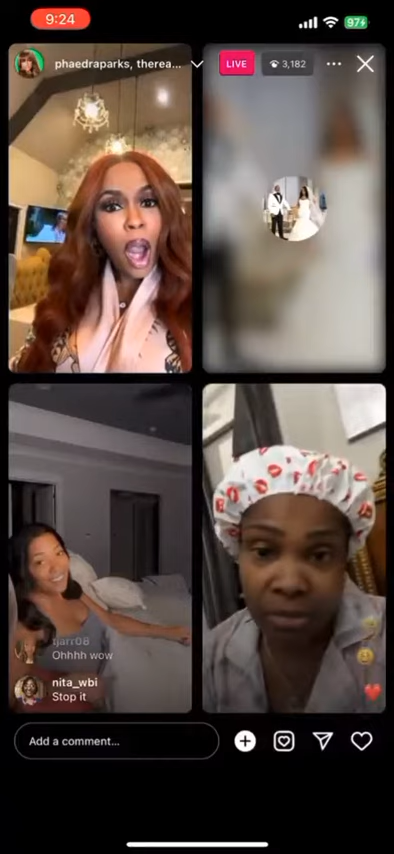 9:24
97
phaedraparks, therea...
LIVE
3,182
tjarr08
Ohhhh wow
nita_wbi
Stop it
Add a comment...